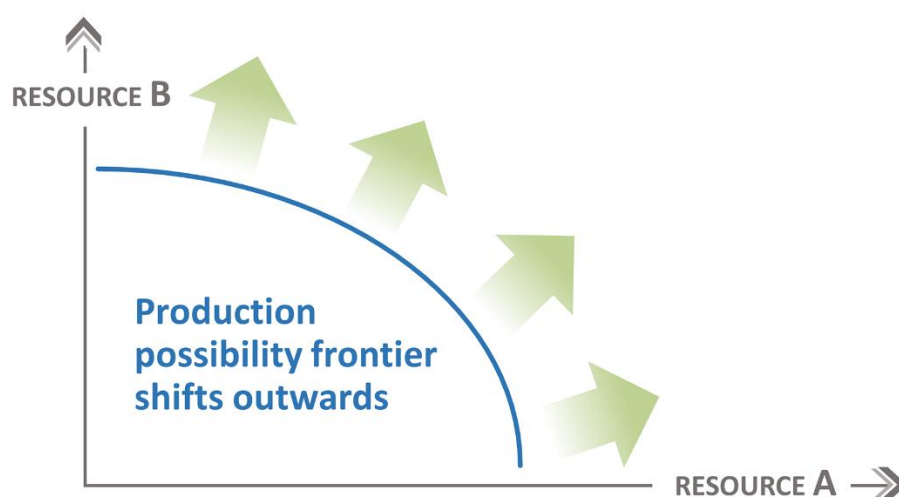 RESOURCE B
Production
possibility frontier
shifts outwards
RESOURCE A